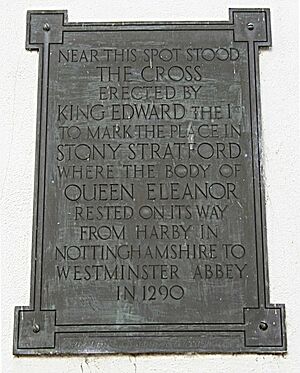 NEAR THIS SPOT STOOD
THE CROSS
ERECTED BY
KING EDWARD THE I
TO MARK THE PLACE IN
STONY STRATFORD
WHERE THE BODY OF
QUEEN ELEANOR
RESTED ON ITS WAY
FROM HARBY IN
NOTTINGHAMSHIRE TO
WESTMINSTER ABBEY
IN 1290